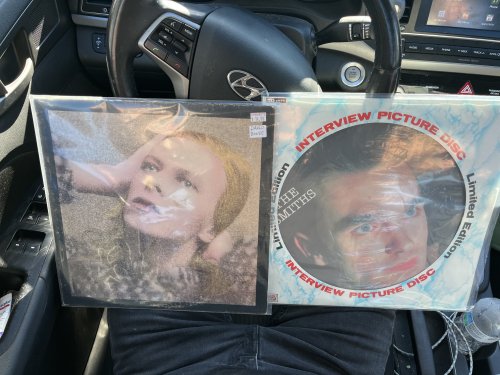 INTERVIEW PICTURE DISC
Limited Edition
THE
SMITHS
Limited Edition
INTERVIEW PICTURE DISC